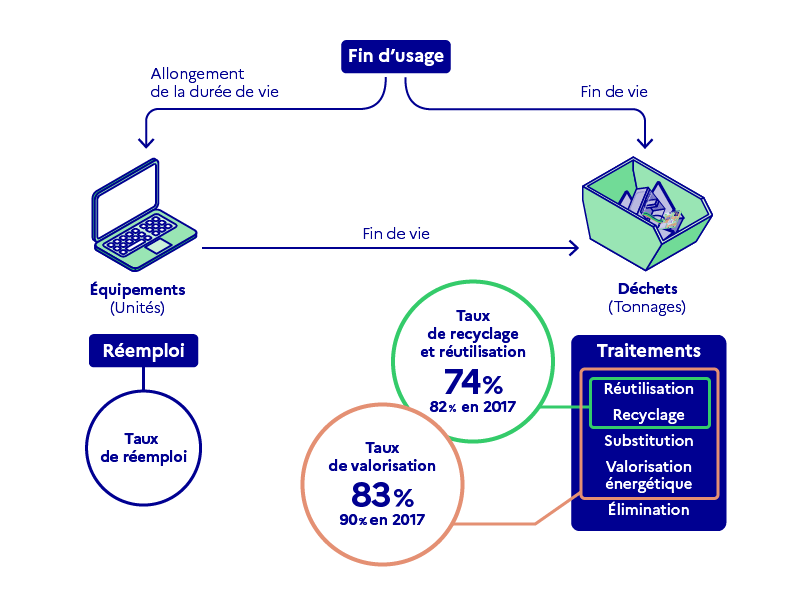 Fin d'usage
Allongement
de la durée de vie
Fin de vie
Fin de vie
Équipements
(Unités)
Déchets
(Tonnages)
Réemploi
Taux
de réemploi
Taux
de recyclage
et réutilisation
74%
82% en 2017
Taux
de valorisation
83%
90% en 2017
Traitements
Réutilisation
Recyclage
Substitution
Valorisation
énergétique
Élimination